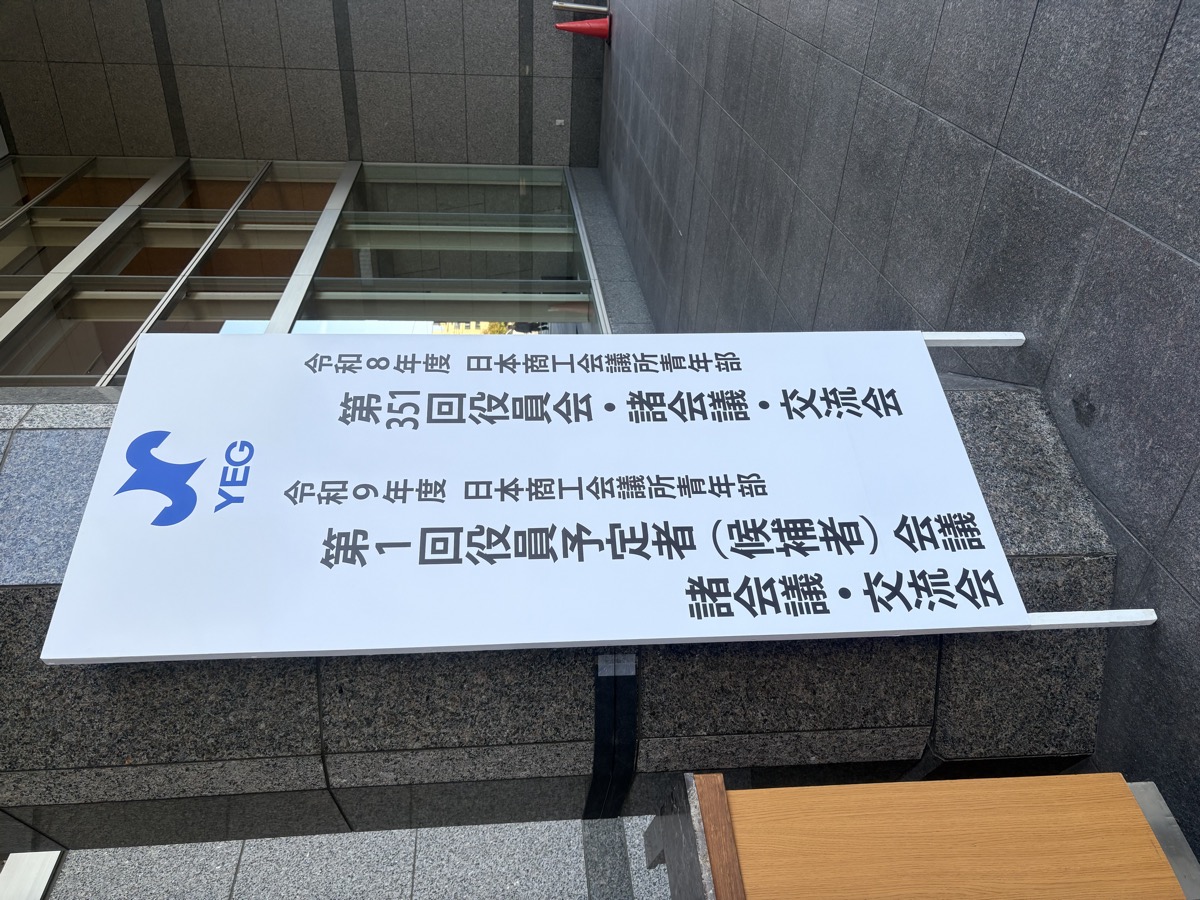 YEG
令和8年度 日本商工会議所青年部
第351回役員会・諸会議・交流会
令和9年度 日本商工会議所青年部
第1回役員予定者(候補者)会議
諸会議・交流会